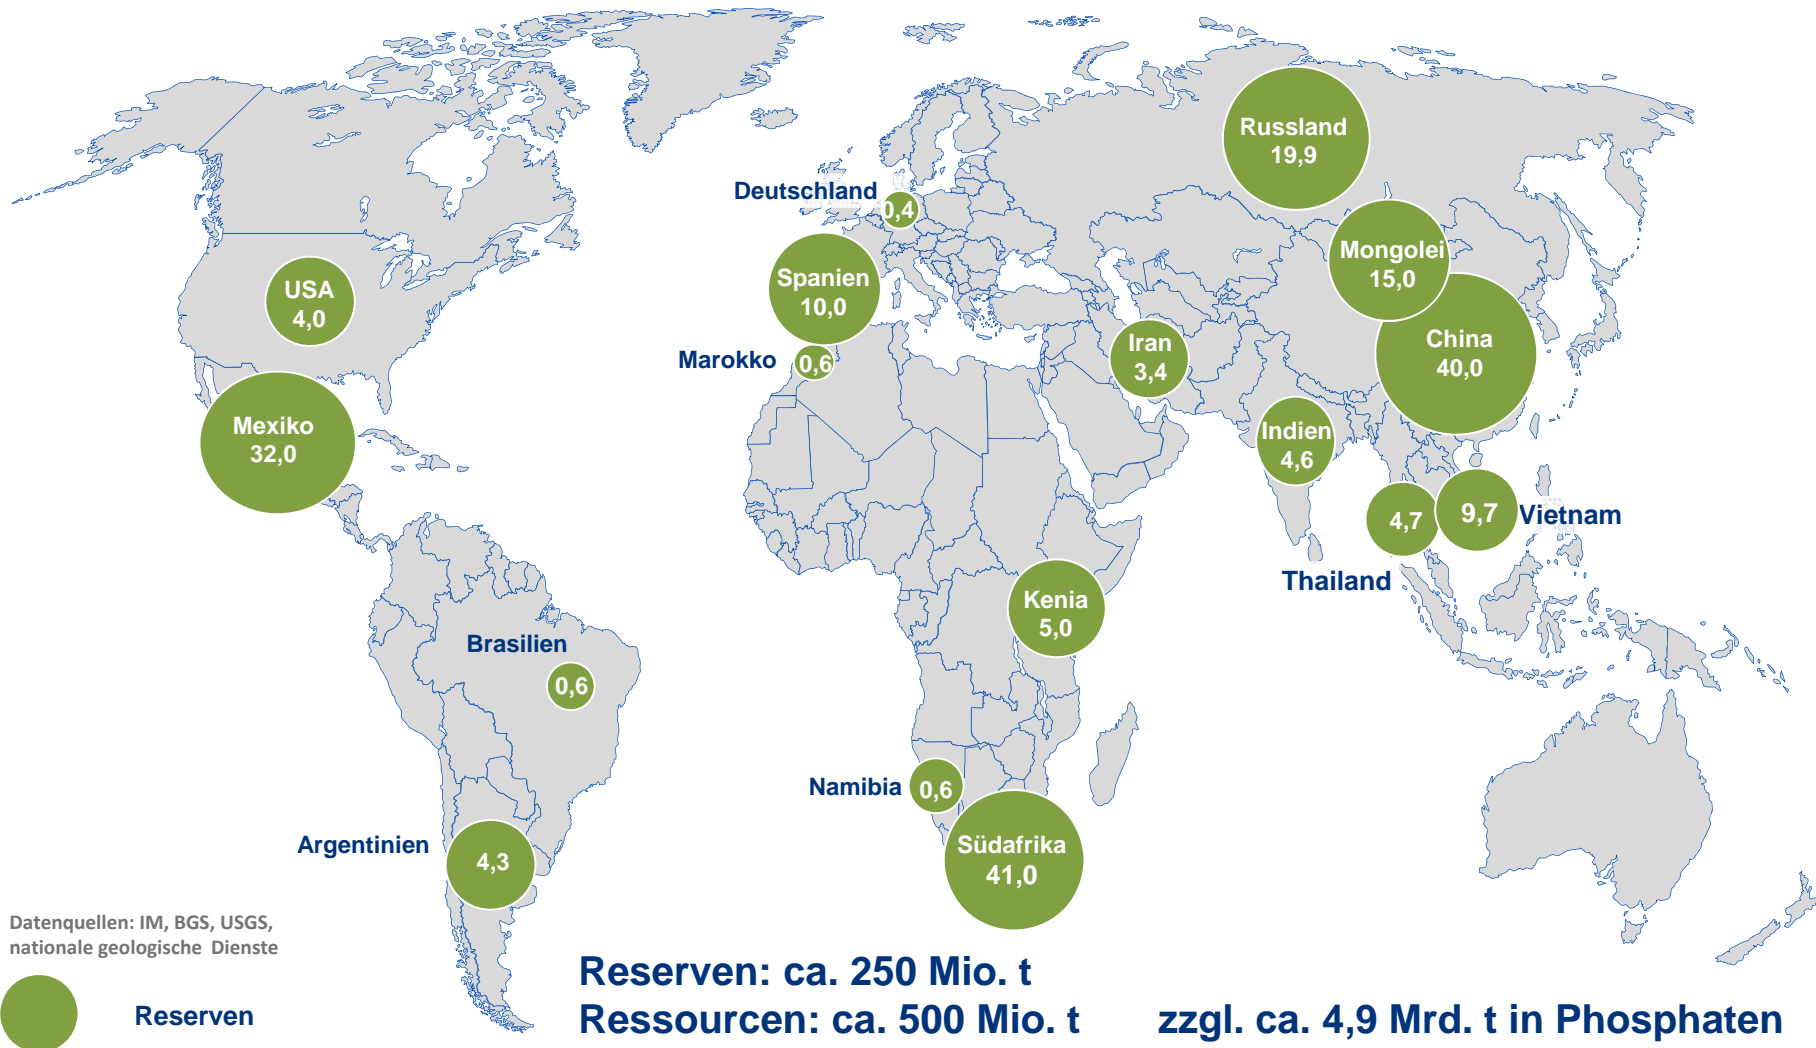 Russland
19,9
Deutschland
0,4
Mongolei
15,0
Spanien
10,0
USA
4,0
China
40,0
Iran
3,4
Marokko
0,6
Mexiko
32,0
Indien
4,6
4,7
9,7
Vietnam
Thailand
Kenia
5,0
Brasilien
0,6
Namibia
0,6
Südafrika
41,0
Argentinien
4,3
Datenquellen: IM, BGS, USGS,
nationale geologische Dienste
Reserven
Reserven: ca. 250 Mio. t
Ressourcen: ca. 500 Mio. t zzgl. ca. 4,9 Mrd. t in Phosphaten